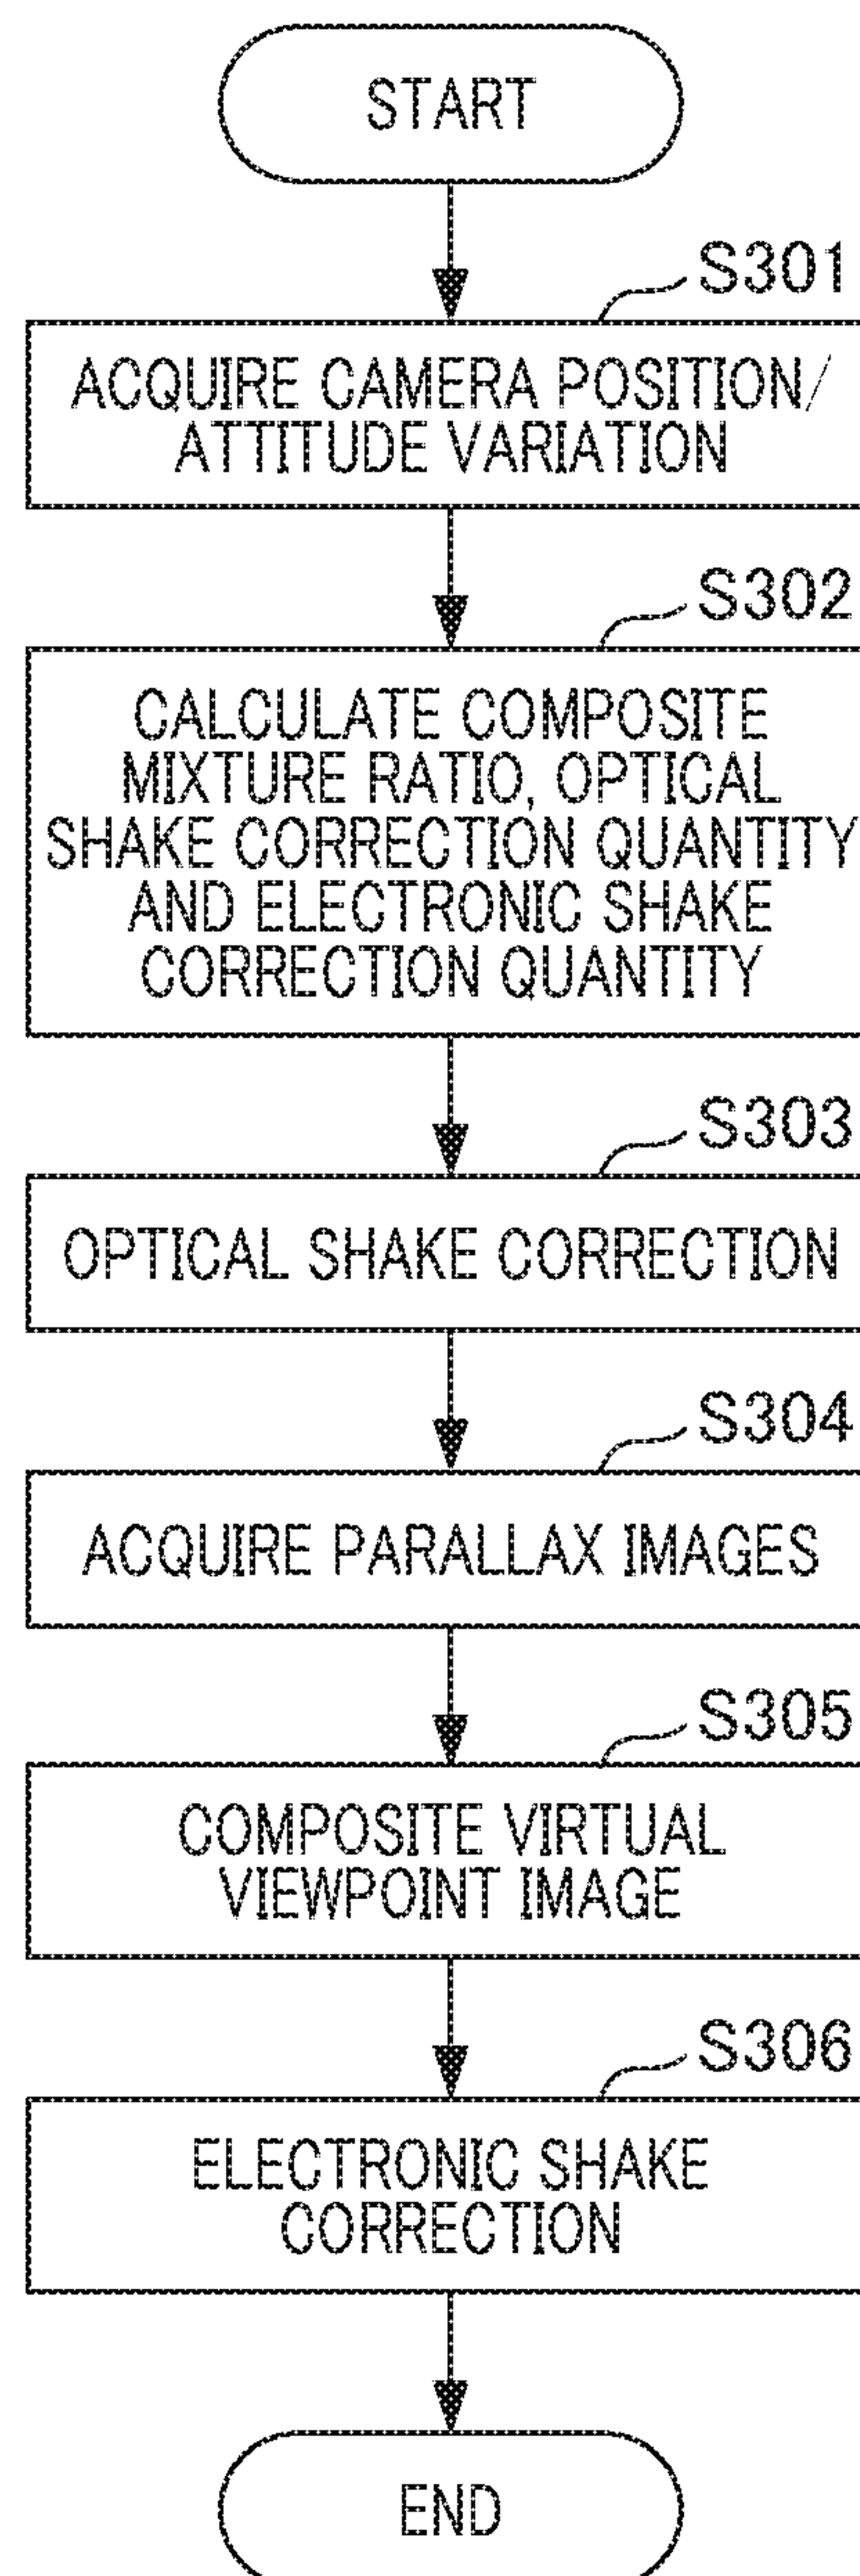 START
S301
ACQUIRE CAMERA POSITION/
ATTITUDE VARIATION
S302
CALCULATE COMPOSITE
MIXTURE RATIO, OPTICAL
SHAKE CORRECTION QUANTITY
AND ELECTRONIC SHAKE
CORRECTION QUANTITY
S303
OPTICAL SHAKE CORRECTION
S304
ACQUIRE PARALLAX IMAGES
S305
COMPOSITE VIRTUAL
VIEWPOINT IMAGE
S306
ELECTRONIC SHAKE
CORRECTION
END